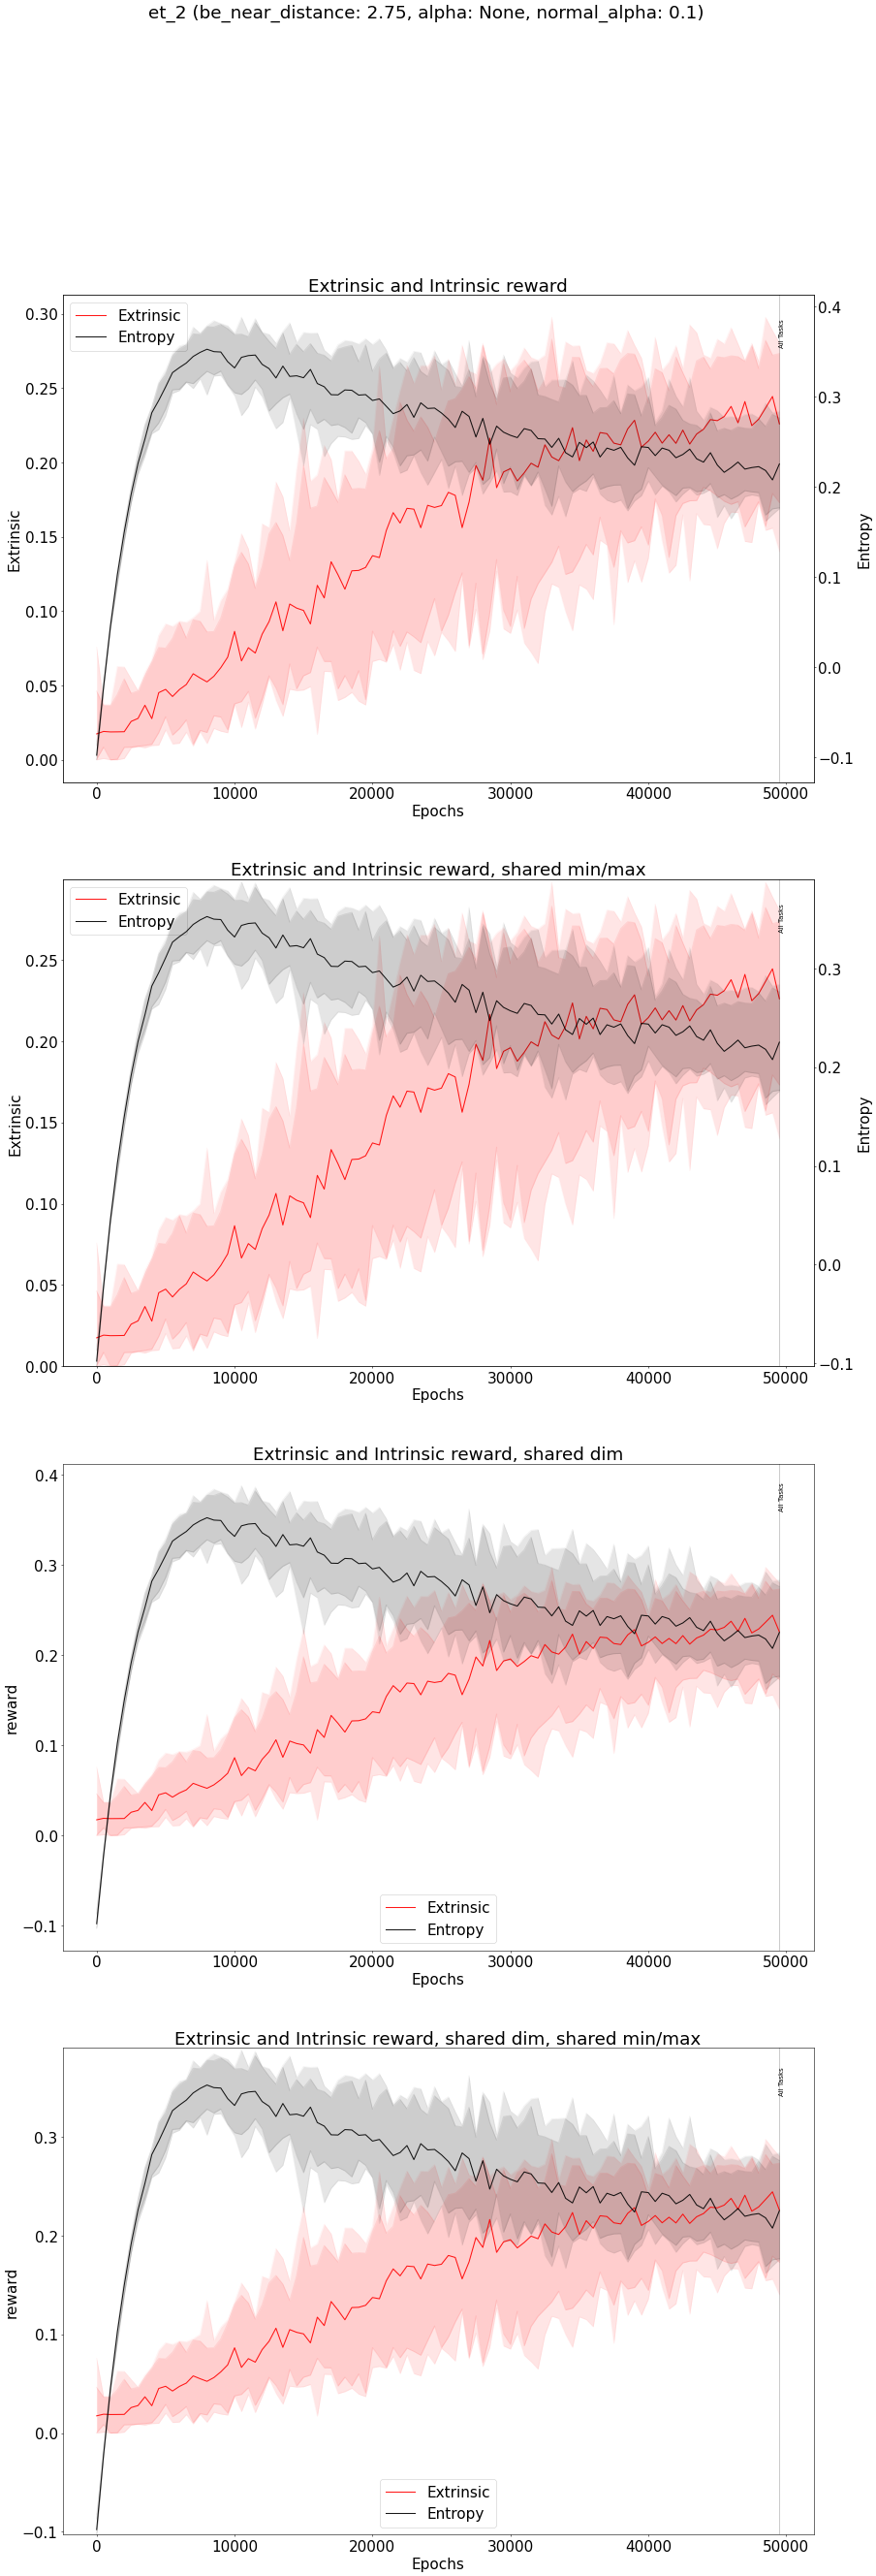 et_2 (be_near_distance: 2.75, alpha: None, normal_alpha: 0.1)
Extrinsic and Intrinsic reward
Extrinsic
Entropy
All Tasks
0.30
0.25
0.20
0.15
0.10
0.05
0.00
Extrinsic
0.4
0.3
0.2
0.1
0.0
−0.1
Entropy
0 10000 20000 30000 40000 50000
Epochs
Extrinsic and Intrinsic reward, shared min/max
Extrinsic
Entropy
All Tasks
0.25
0.20
0.15
0.10
0.05
0.00
Extrinsic
0.3
0.2
0.1
0.0
−0.1
Entropy
0 10000 20000 30000 40000 50000
Epochs
Extrinsic and Intrinsic reward, shared dim
All Tasks
0.4
0.3
0.2
0.1
0.0
−0.1
reward
Extrinsic
Entropy
0 10000 20000 30000 40000 50000
Epochs
Extrinsic and Intrinsic reward, shared dim, shared min/max
All Tasks
0.3
0.2
0.1
0.0
−0.1
reward
Extrinsic
Entropy
0 10000 20000 30000 40000 50000
Epochs